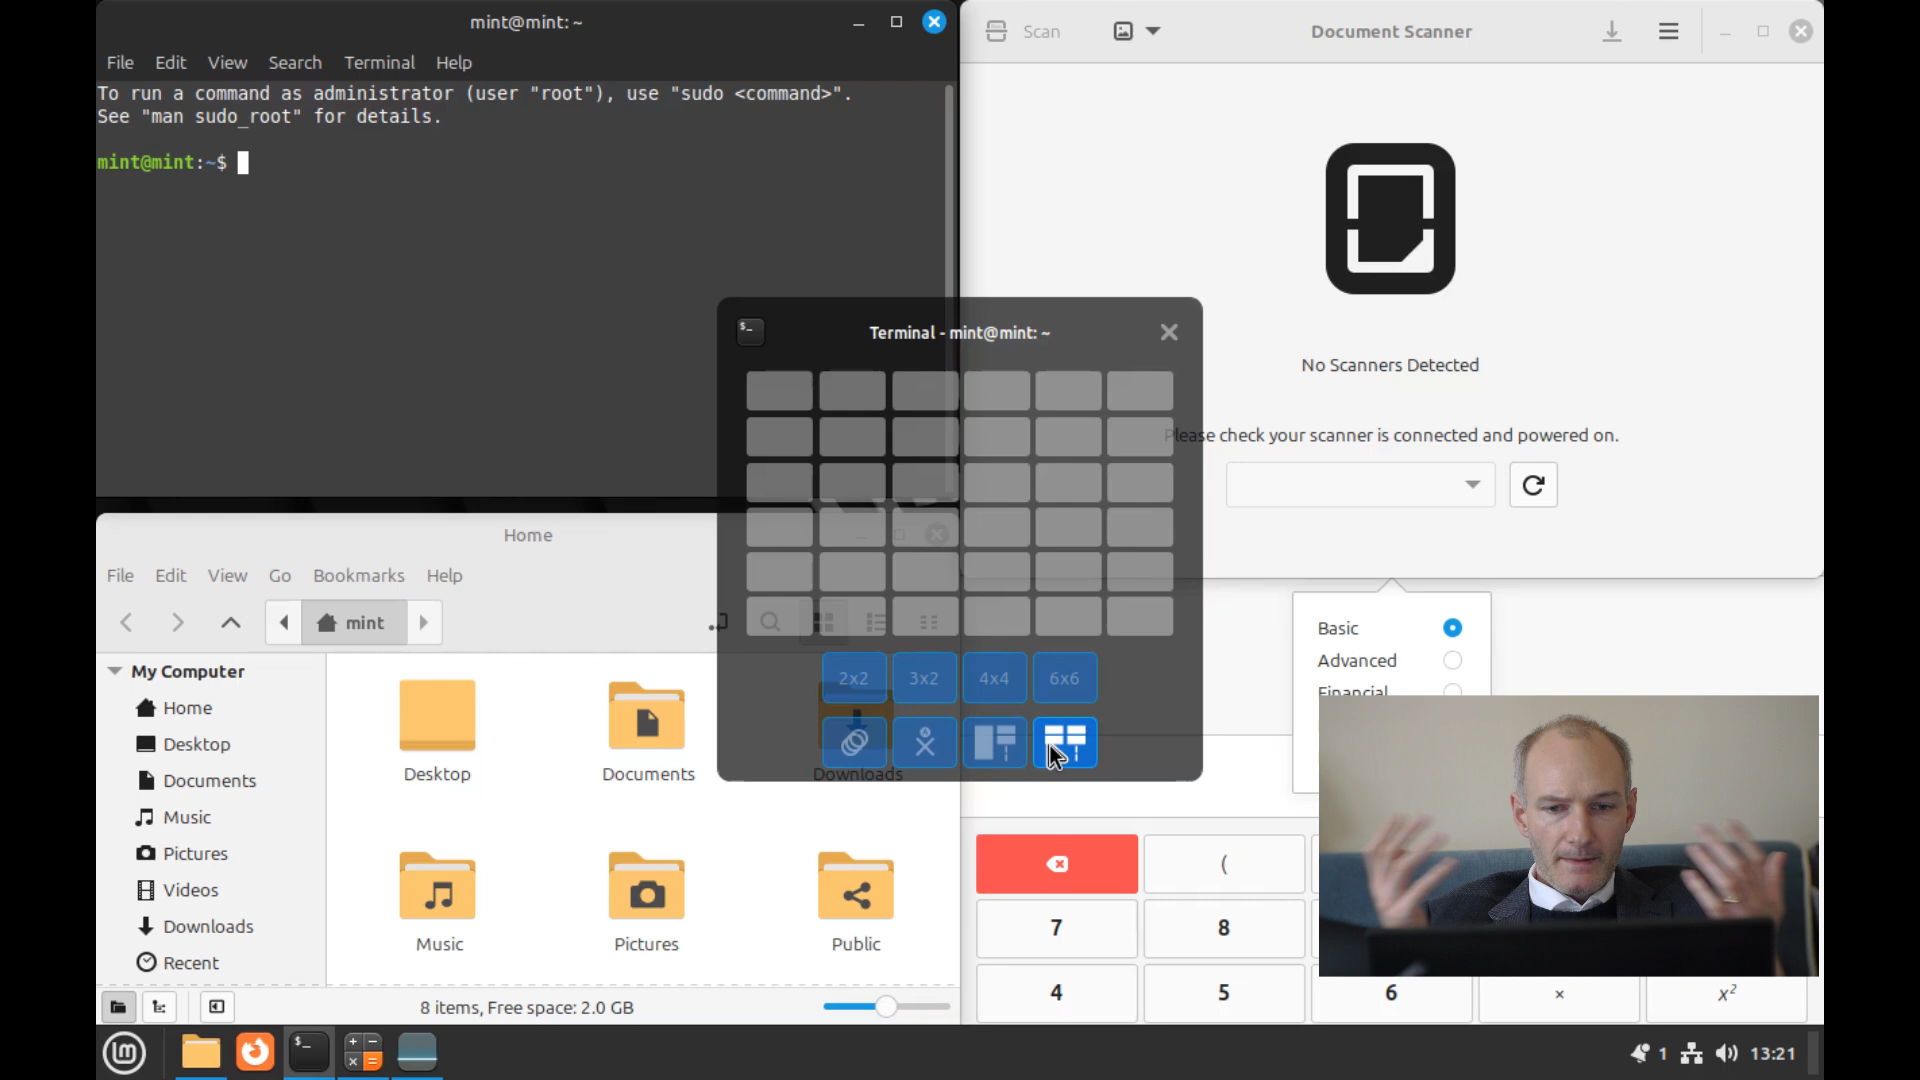 mint@mint: ~
File Edit View Search Terminal Help
To run a command as administrator (user "root"), use "sudo <command>".
See "man sudo_root" for details.
mint@mint:~$
Scan
Document Scanner
No Scanners Detected
Please check your scanner is connected and powered on.
Terminal - mint@mint: ~
2x2 3x2 4x4 6x6
Home
File Edit View Go Bookmarks Help
mint
My Computer
Home
Desktop
Documents
Music
Pictures
Videos
Downloads
Recent
Desktop Documents Downloads
Music Pictures Public
8 items, Free space: 2.0 GB
Basic
Advanced
Financial
(
7 8
4 5 6 × x²
1 13:21